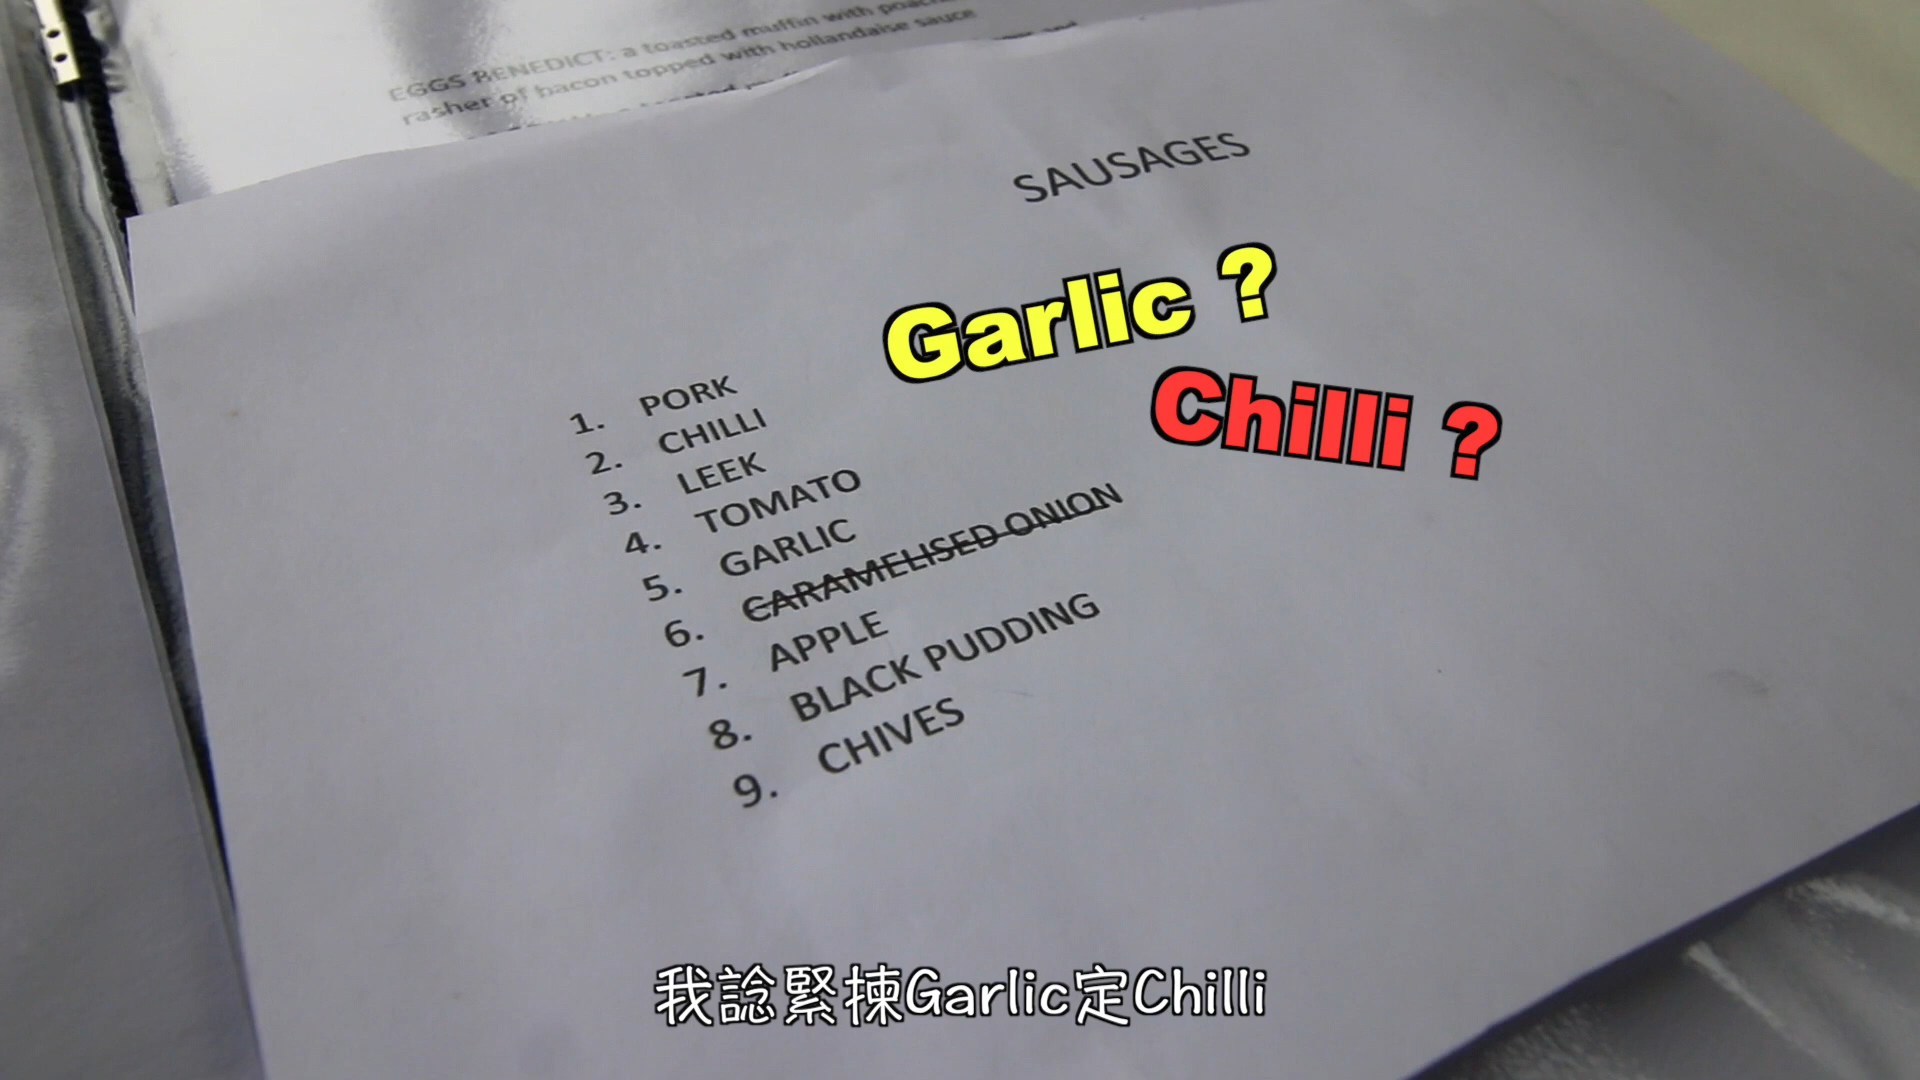 EGGS BENEDICT: a toasted muffin with
rasher of bacon topped with hollandaise sauce
SAUSAGES
Garlic ?
Chilli ?
1. PORK
2. CHILLI
3. LEEK
4. TOMATO
5. GARLIC
6. CARAMELISED ONION
7. APPLE
8. BLACK PUDDING
9. CHIVES
我諗緊揀Garlic定Chilli